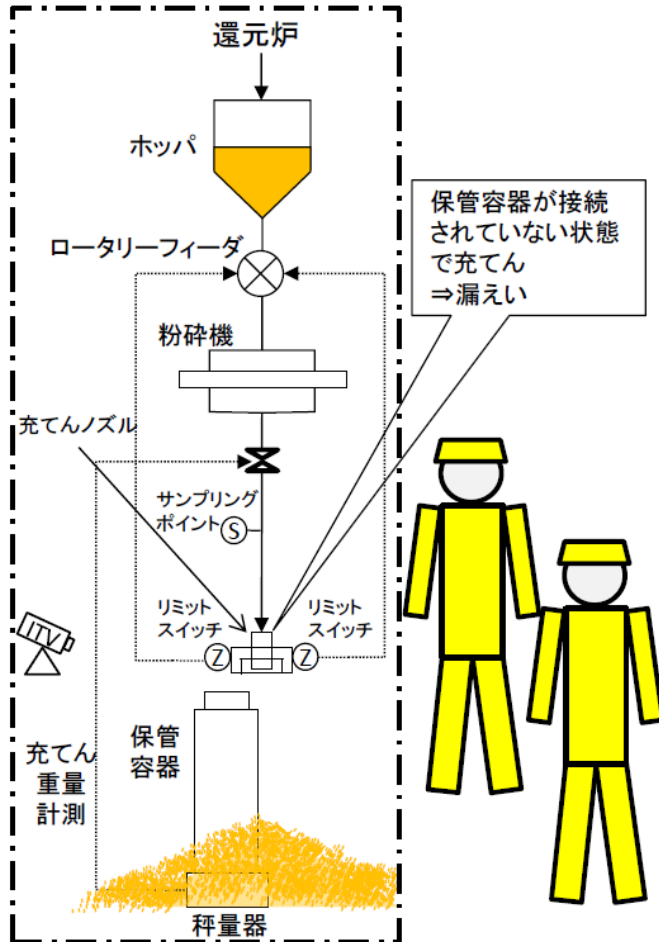 還元炉
ホッパ
保管容器が接続
されていない状態
で充てん
⇒漏えい
ロータリーフィーダ
粉砕機
充てんノズル
サンプリング
ポイント
S
リミット
スイッチ
リミット
スイッチ
ITV
Z
Z
保管
容器
充てん
重量
計測
秤量器